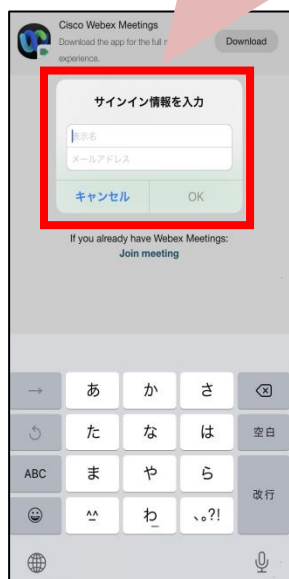 Cisco Webex Meetings
Download the app for the full
Download
experience.
サインイン情報を入力
表示名
メールアドレス
キャンセル
OK
If you already have Webex Meetings:
Join meeting
→
あ
か
さ
た
な
は
空白
ABC
ま
や
ら
改行
^^
わ
、。?!